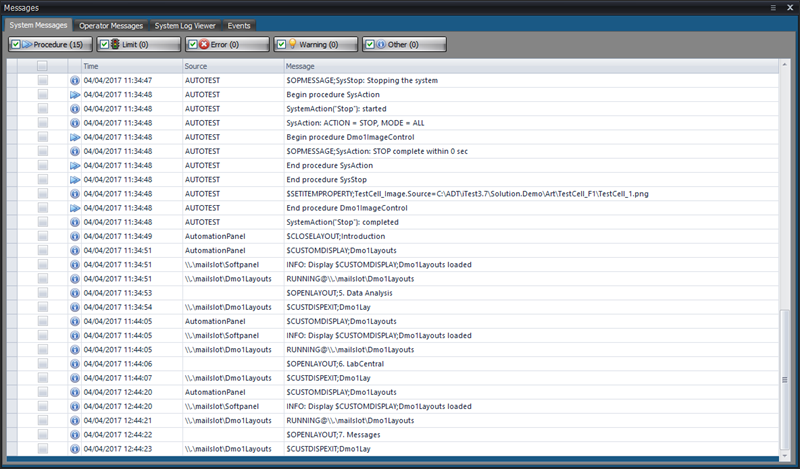 Messages
System Messages Operator Messages System Log Viewer Events
Procedure (15) Limit (0) Error (0) Warning (0) Other (0)
Time Source Message
04/04/2017 11:34:47 AUTOTEST $OPMESSAGE;SysStop: Stopping the system
04/04/2017 11:34:48 AUTOTEST Begin procedure SysAction
04/04/2017 11:34:48 AUTOTEST SystemAction("Stop"): started
04/04/2017 11:34:48 AUTOTEST SysAction: ACTION = STOP, MODE = ALL
04/04/2017 11:34:48 AUTOTEST Begin procedure Dmo1ImageControl
04/04/2017 11:34:48 AUTOTEST $OPMESSAGE;SysAction: STOP complete within 0 sec
04/04/2017 11:34:48 AUTOTEST End procedure SysAction
04/04/2017 11:34:48 AUTOTEST End procedure SysStop
04/04/2017 11:34:48 AUTOTEST $SETITEMPROPERTY;TestCell_Image.Source=C:\ADT\Test3.7\Solution.Demo\Art\TestCell_F1\TestCell_1.png
04/04/2017 11:34:48 AUTOTEST End procedure Dmo1ImageControl
04/04/2017 11:34:48 AUTOTEST SystemAction("Stop"): completed
04/04/2017 11:34:49 AutomationPanel $CLOSELAYOUT;Introduction
04/04/2017 11:34:51 AutomationPanel $CUSTOMDISPLAY;Dmo1Layouts
04/04/2017 11:34:51 \\.\mailslot\Softpanel INFO: Display $CUSTOMDISPLAY;Dmo1Layouts loaded
04/04/2017 11:34:51 \\.\mailslot\Dmo1Layouts RUNNING@\\.\mailslot\Dmo1Layouts
04/04/2017 11:34:53 $OPENLAYOUT;5. Data Analysis
04/04/2017 11:34:54 \\.\mailslot\Dmo1Layouts $CUSTDISPEXIT;Dmo1Lay
04/04/2017 11:44:05 AutomationPanel $CUSTOMDISPLAY;Dmo1Layouts
04/04/2017 11:44:05 \\.\mailslot\Softpanel INFO: Display $CUSTOMDISPLAY;Dmo1Layouts loaded
04/04/2017 11:44:05 \\.\mailslot\Dmo1Layouts RUNNING@\\.\mailslot\Dmo1Layouts
04/04/2017 11:44:06 $OPENLAYOUT;6. LabCentral
04/04/2017 11:44:07 \\.\mailslot\Dmo1Layouts $CUSTDISPEXIT;Dmo1Lay
04/04/2017 12:44:20 AutomationPanel $CUSTOMDISPLAY;Dmo1Layouts
04/04/2017 12:44:20 \\.\mailslot\Softpanel INFO: Display $CUSTOMDISPLAY;Dmo1Layouts loaded
04/04/2017 12:44:21 \\.\mailslot\Dmo1Layouts RUNNING@\\.\mailslot\Dmo1Layouts
04/04/2017 12:44:22 $OPENLAYOUT;7. Messages
04/04/2017 12:44:23 \\.\mailslot\Dmo1Layouts $CUSTDISPEXIT;Dmo1Lay